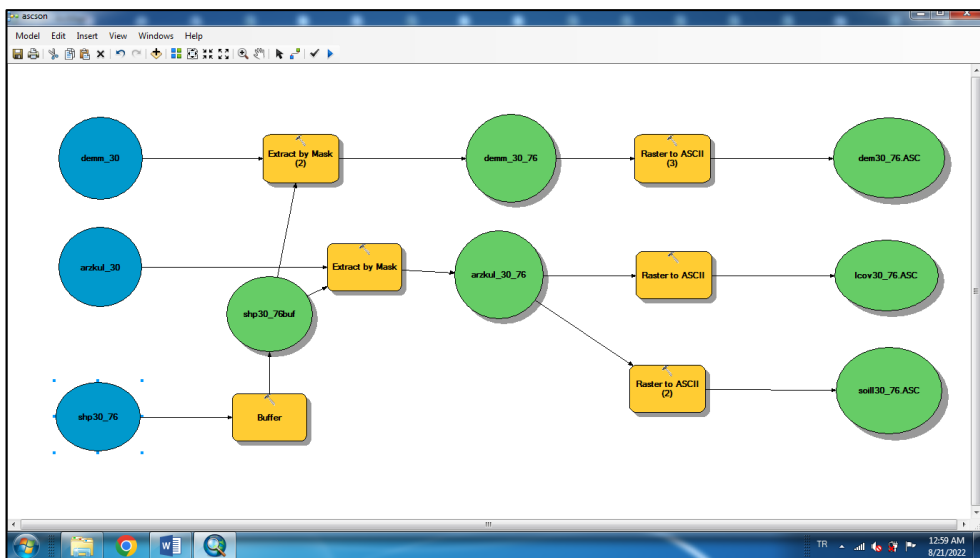 ascson
Model Edit Insert View Windows Help
demm_30
Extract by Mask
(2)
demm_30_76
Raster to ASCII
(3)
dem30_76.ASC
arzkul_30
Extract by Mask
arzkul_30_76
Raster to ASCII
lcov30_76.ASC
shp30_76buf
shp30_76
Buffer
Raster to ASCII
(2)
soill30_76.ASC
TR
12:59 AM
8/21/2022